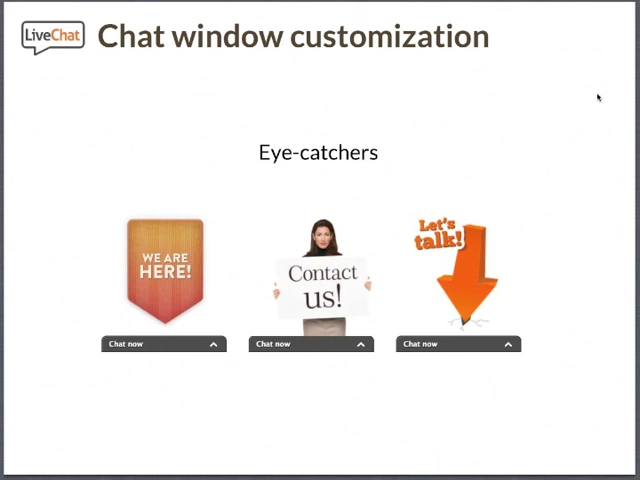 LiveChat
Chat window customization
Eye-catchers
WE ARE
HERE!
Contact
us!
Let's
talk!
Chat now
Chat now
Chat now